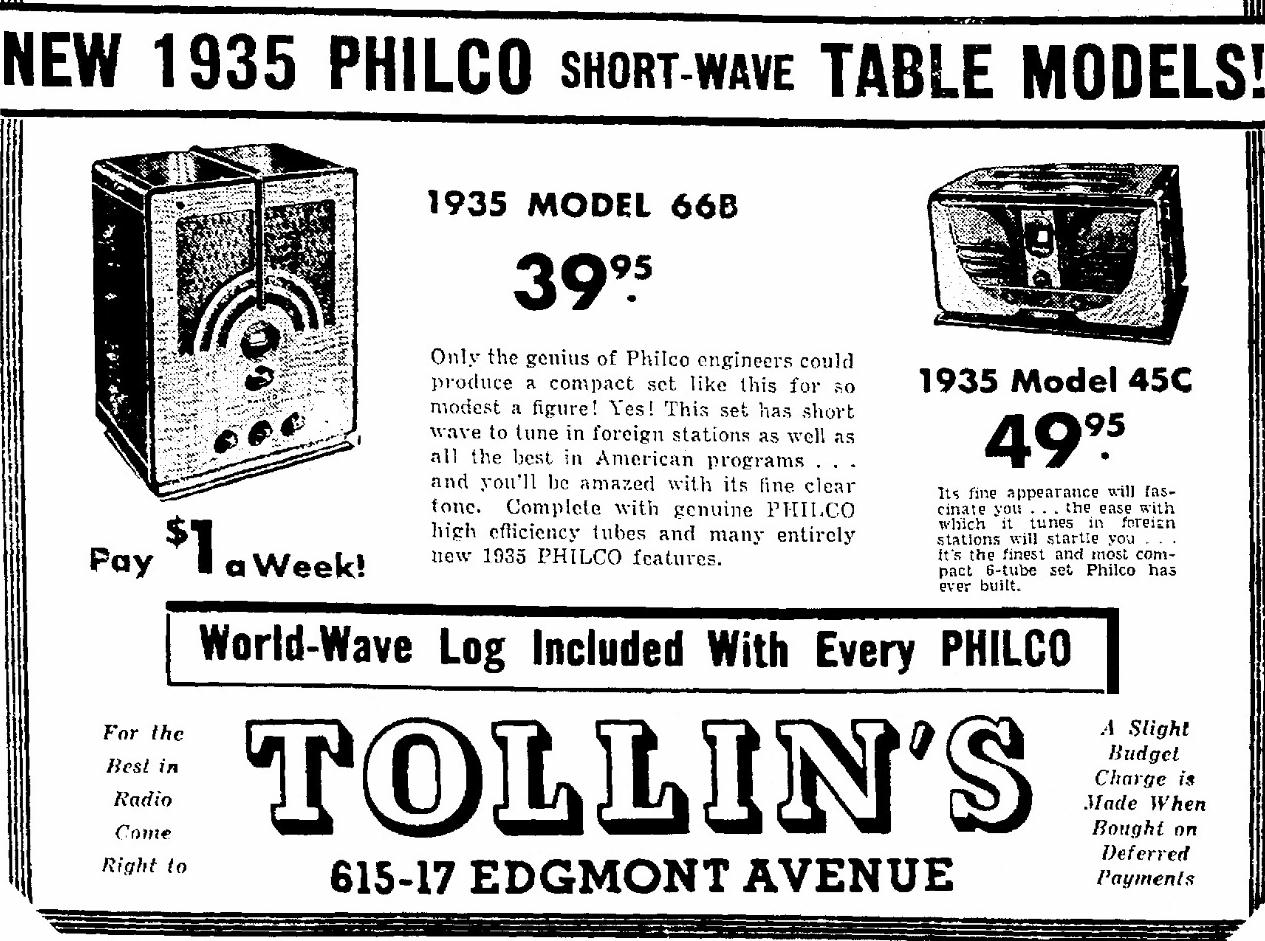 NEW 1935 PHILCO SHORT-WAVE TABLE MODELS!
1935 MODEL 66B
39.95
Only the genius of Philco engineers could
produce a compact set like this for so
modest a figure! Yes! This set has short
wave to tune in foreign stations as well as
all the best in American programs . . .
and you'll be amazed with its fine clear
tone. Complete with genuine PHILCO
high efficiency tubes and many entirely
new 1935 PHILCO features.
Pay $1 a Week!
1935 Model 45C
49.95
Its fine appearance will fas-
cinate you . . . the ease with
which it tunes in foreign
stations will startle you . . .
It's the finest and most com-
pact 6-tube set Philco has
ever built.
World-Wave Log Included With Every PHILCO
For the
Best in
Radio
Come
Right to
TOLLIN'S
615-17 EDGMONT AVENUE
A Slight
Budget
Charge is
Made When
Bought on
Deferred
Payments